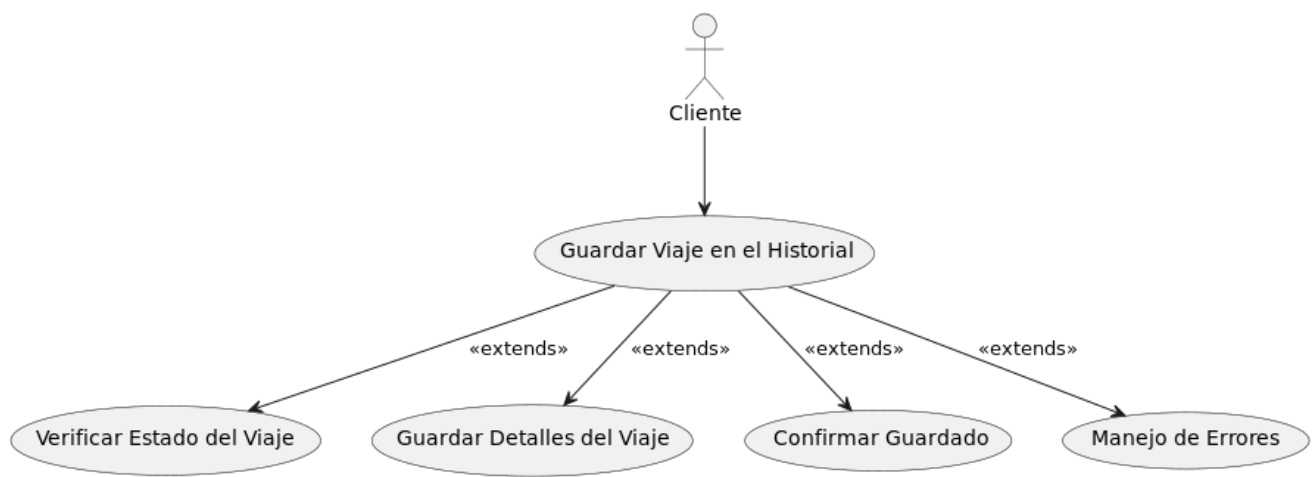 Cliente
Guardar Viaje en el Historial
«extends»
«extends»
«extends»
«extends»
Verificar Estado del Viaje
Guardar Detalles del Viaje
Confirmar Guardado
Manejo de Errores